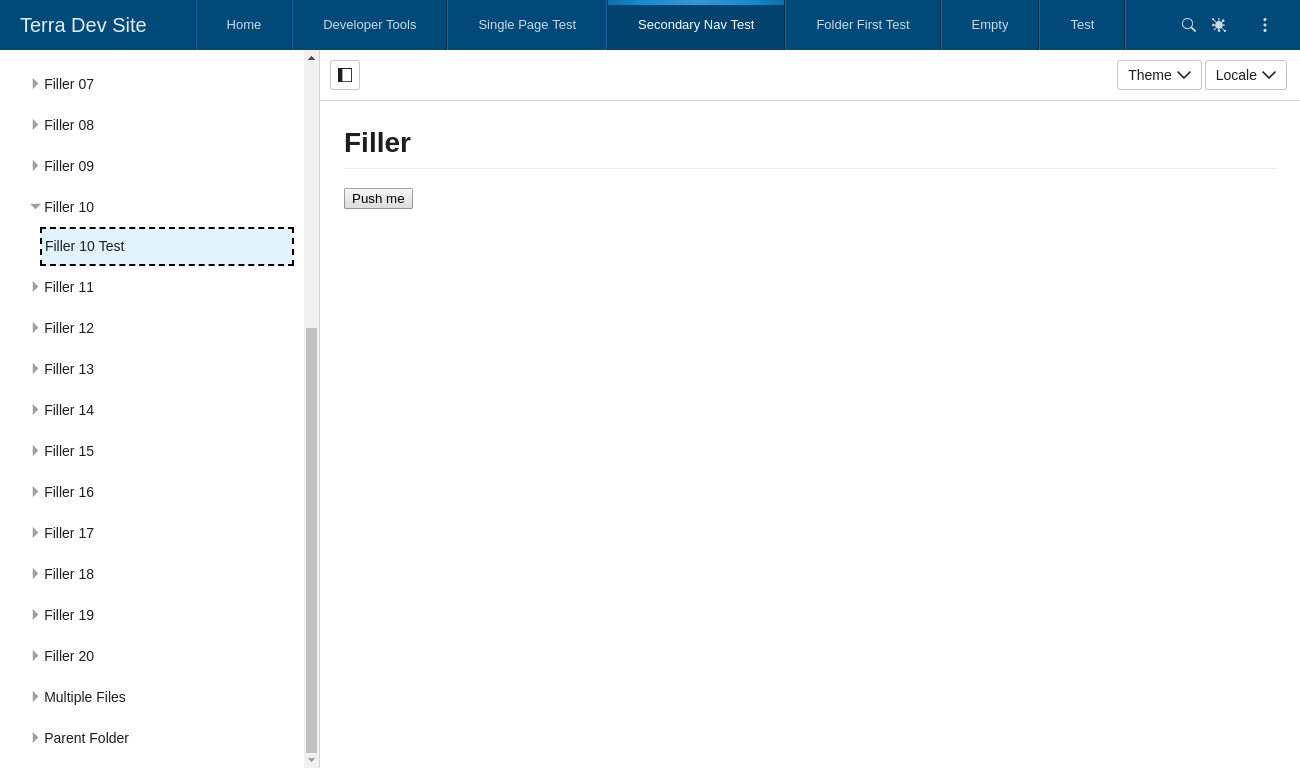 Terra Dev Site
Home
Developer Tools
Single Page Test
Secondary Nav Test
Folder First Test
Empty
Test
Filler 07
Filler 08
Filler 09
Filler 10
Filler 10 Test
Filler 11
Filler 12
Filler 13
Filler 14
Filler 15
Filler 16
Filler 17
Filler 18
Filler 19
Filler 20
Multiple Files
Parent Folder
Theme
Locale
Filler
Push me